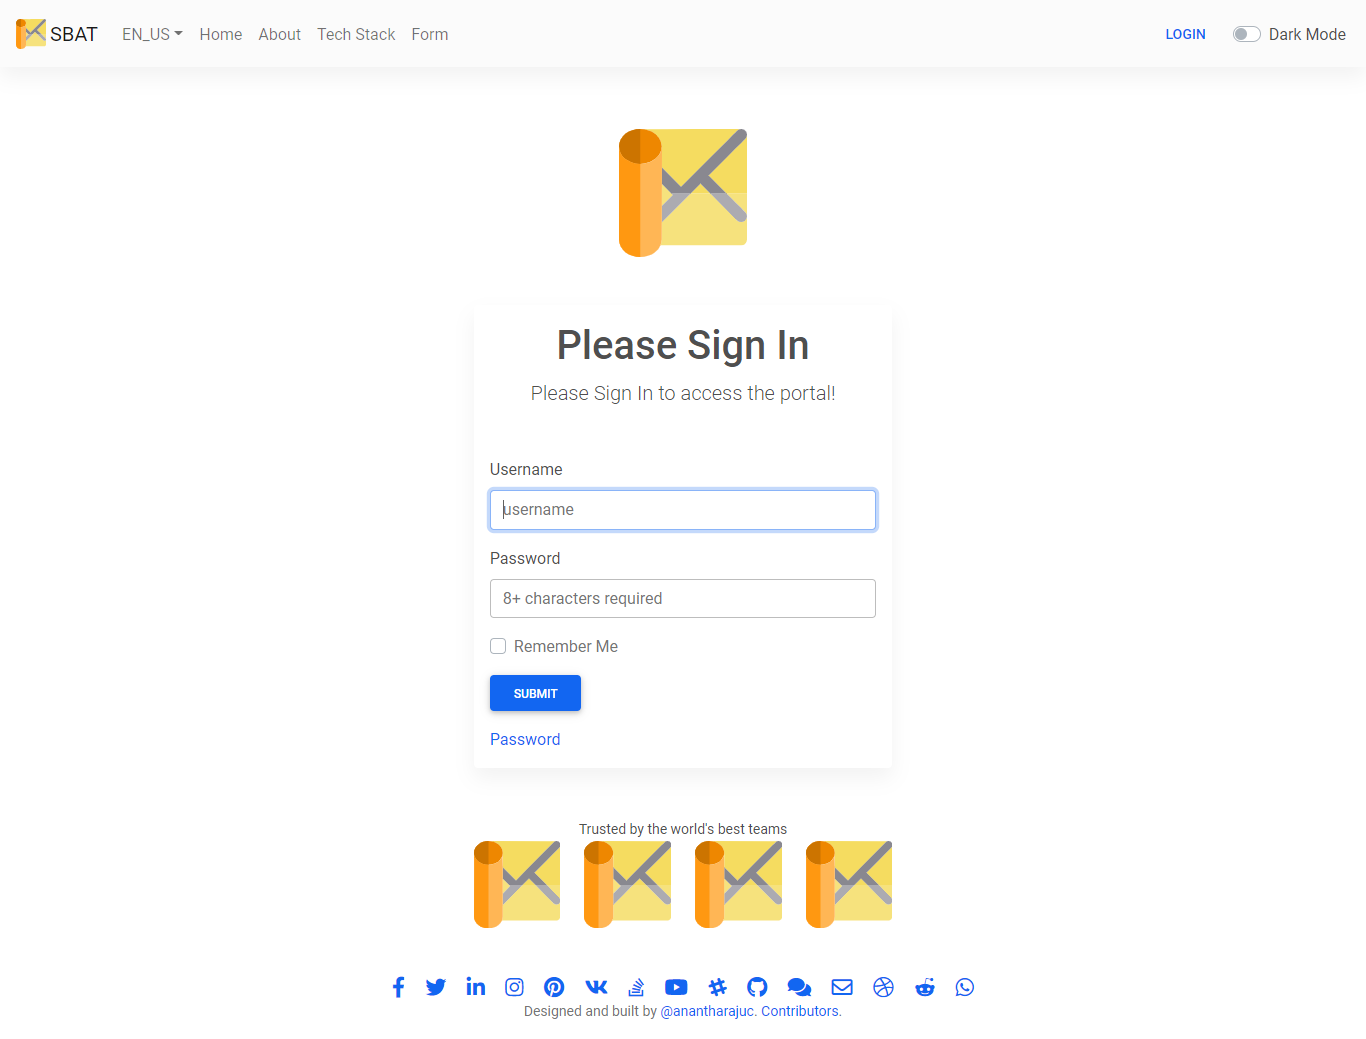 SBAT EN_US Home About Tech Stack Form LOGIN Dark Mode
Please Sign In
Please Sign In to access the portal!
Username
username
Password
8+ characters required
Remember Me
SUBMIT
Password
Trusted by the world's best teams
Designed and built by @anantharajuc. Contributors.